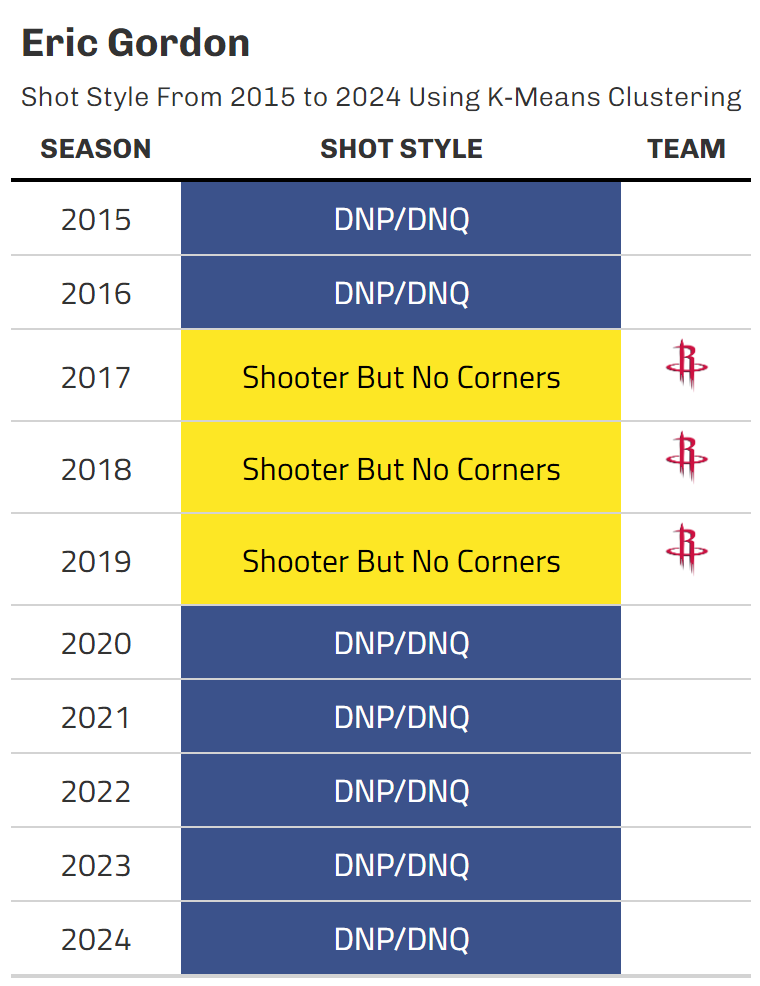 Eric Gordon
Shot Style From 2015 to 2024 Using K-Means Clustering
SEASON SHOT STYLE TEAM
2015 DNP/DNQ
2016 DNP/DNQ
2017 Shooter But No Corners
2018 Shooter But No Corners
2019 Shooter But No Corners
2020 DNP/DNQ
2021 DNP/DNQ
2022 DNP/DNQ
2023 DNP/DNQ
2024 DNP/DNQ